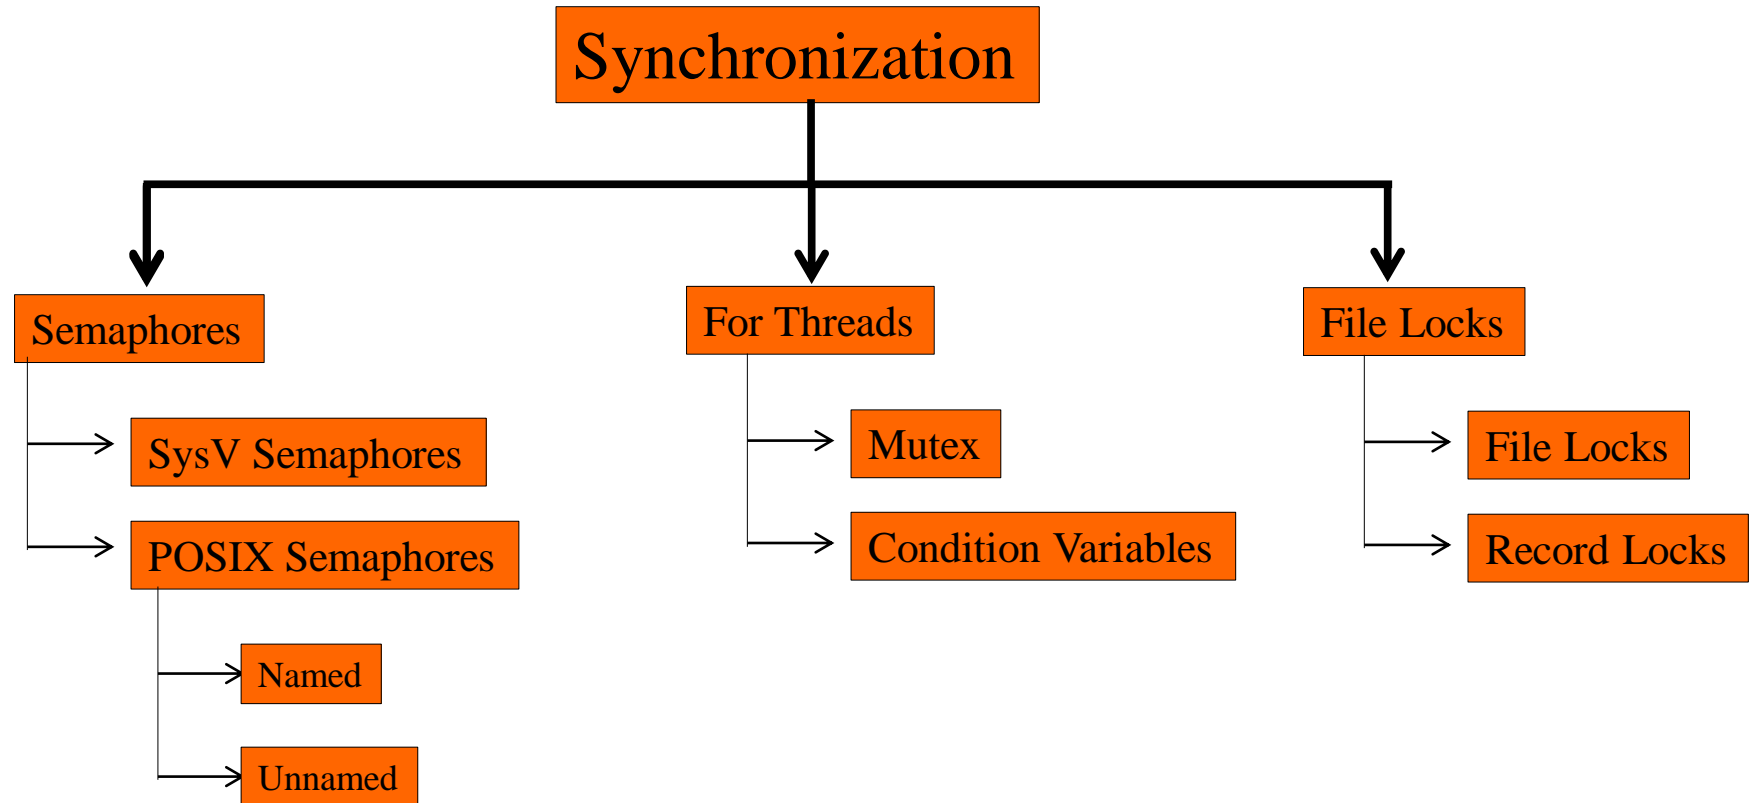 Synchronization
Semaphores
For Threads
File Locks
SysV Semaphores
Mutex
File Locks
POSIX Semaphores
Condition Variables
Record Locks
Named
Unnamed